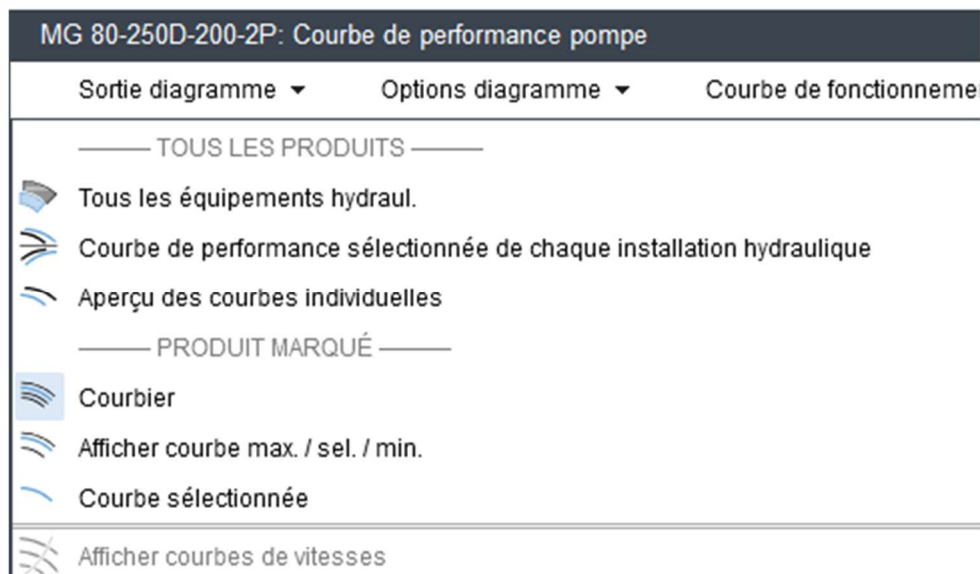 MG 80-250D-200-2P: Courbe de performance pompe
Sortie diagramme Options diagramme Courbe de fonctionneme
TOUS LES PRODUITS
Tous les équipements hydraul.
Courbe de performance sélectionnée de chaque installation hydraulique
Aperçu des courbes individuelles
PRODUIT MARQUÉ
Courbier
Afficher courbe max. / sel. / min.
Courbe sélectionnée
Afficher courbes de vitesses